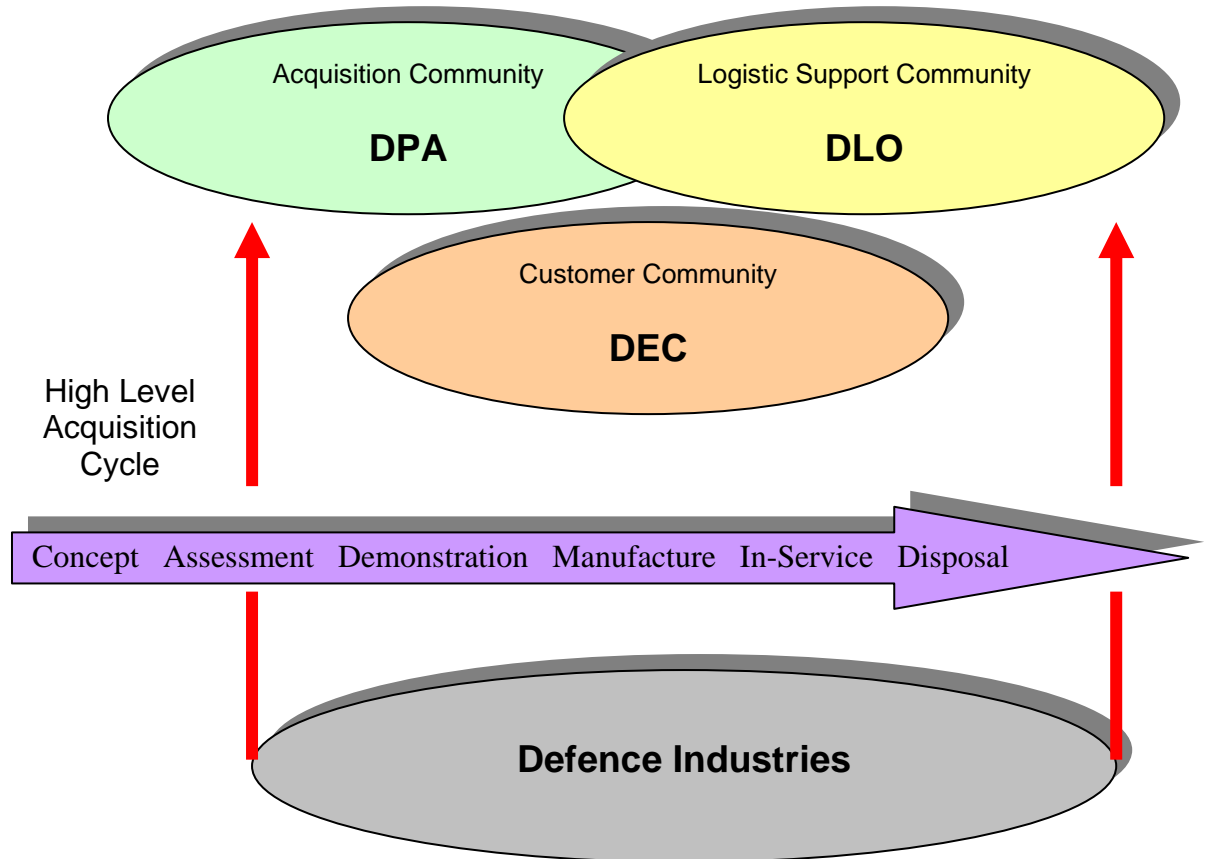 Acquisition Community
DPA
Logistic Support Community
DLO
Customer Community
DEC
High Level
Acquisition
Cycle
Concept Assessment Demonstration Manufacture In-Service Disposal
Defence Industries